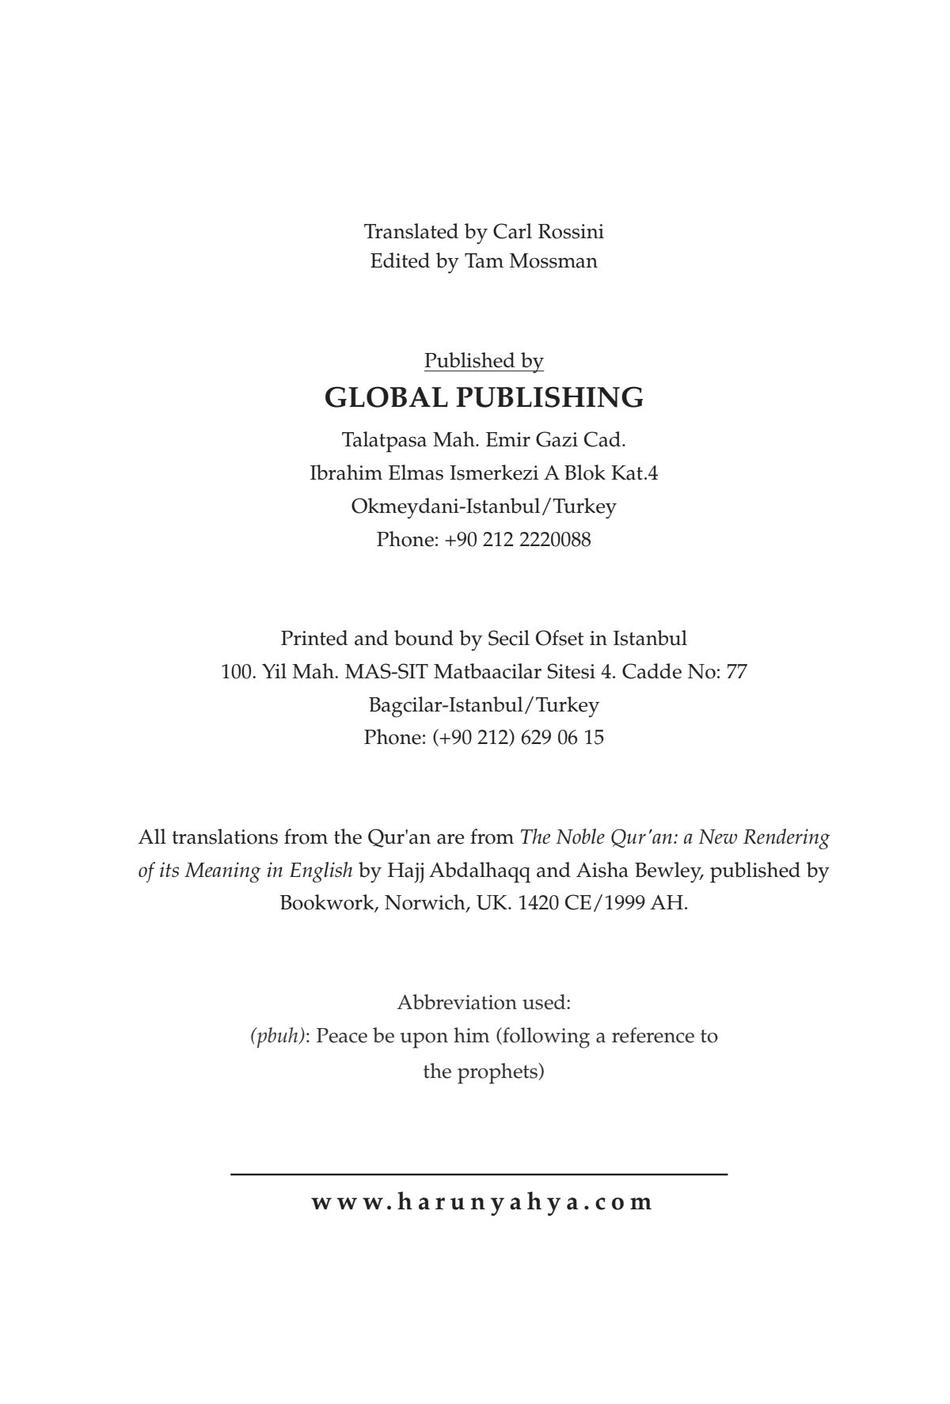 Translated by Carl Rossini
Edited by Tam Mossman
Published by
GLOBAL PUBLISHING
Talatpasa Mah. Emir Gazi Cad.
Ibrahim Elmas Ismerkezi A Blok Kat.4
Okmeydani-Istanbul/Turkey
Phone: +90 212 2220088
Printed and bound by Secil Ofset in Istanbul
100. Yil Mah. MAS-SIT Matbaacilar Sitesi 4. Cadde No: 77
Bagcilar-Istanbul/Turkey
Phone: (+90 212) 629 06 15
All translations from the Qur'an are from The Noble Qur'an: a New Rendering
of its Meaning in English by Hajj Abdalhaqq and Aisha Bewley, published by
Bookwork, Norwich, UK. 1420 CE/1999 AH.
Abbreviation used:
(pbuh): Peace be upon him (following a reference to
the prophets)
www.harunyahya.com